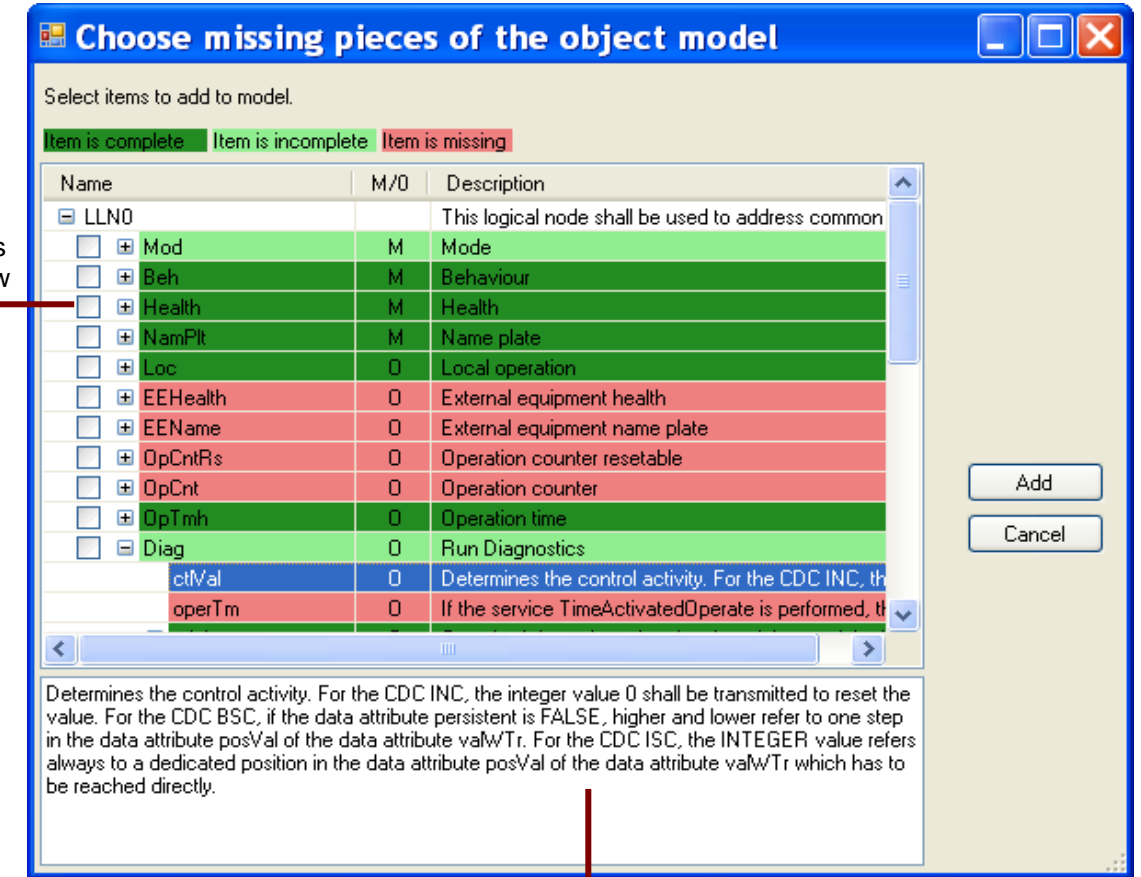 Choose missing pieces of the object model
Select items to add to model.
Item is complete Item is incomplete Item is missing
Name M/O Description
LLN0 This logical node shall be used to address common
Mod M Mode
Beh M Behaviour
Health M Health
NamPlt M Name plate
Loc O Local operation
EEHealth O External equipment health
EEName O External equipment name plate
OpCntRs O Operation counter resetable
OpCnt O Operation counter
OpTmh O Operation time
Diag O Run Diagnostics
ctlVal O Determines the control activity. For the CDC INC, th
operTm O If the service TimeActivatedOperate is performed, th
Add
Cancel
Determines the control activity. For the CDC INC, the integer value 0 shall be transmitted to reset the
value. For the CDC BSC, if the data attribute persistent is FALSE, higher and lower refer to one step
in the data attribute posVal of the data attribute valWTr. For the CDC ISC, the INTEGER value refers
always to a dedicated position in the data attribute posVal of the data attribute valWTr which has to
be reached directly.
s
w